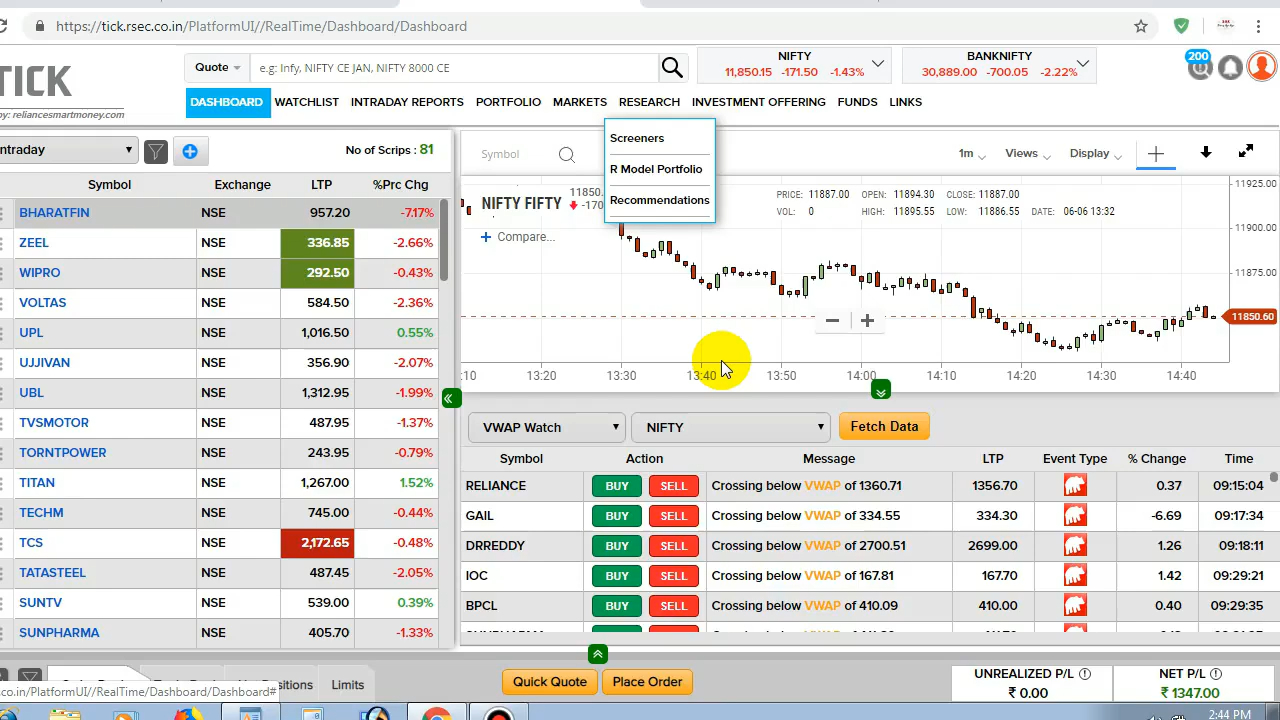 https://tick.rsec.co.in/PlatformUI//RealTime/Dashboard/Dashboard
TICK
by: reliancesmartmoney.com
Quote
e.g: Infy, NIFTY CE JAN, NIFTY 8000 CE
NIFTY
11,850.15 -171.50 -1.43%
BANKNIFTY
30,889.00 -700.05 -2.22%
200
DASHBOARD WATCHLIST INTRADAY REPORTS PORTFOLIO MARKETS RESEARCH INVESTMENT OFFERING FUNDS LINKS
Screeners
R Model Portfolio
Recommendations
ntraday
No of Scrips : 81
Symbol Exchange LTP %Prc Chg
BHARATFIN NSE 957.20 -7.17%
ZEEL NSE 336.85 -2.66%
WIPRO NSE 292.50 -0.43%
VOLTAS NSE 584.50 -2.36%
UPL NSE 1,016.50 0.55%
UJJIVAN NSE 356.90 -2.07%
UBL NSE 1,312.95 -1.99%
TVSMOTOR NSE 487.95 -1.37%
TORNTPOWER NSE 243.95 -0.79%
TITAN NSE 1,267.00 1.52%
TECHM NSE 745.00 -0.44%
TCS NSE 2,172.65 -0.48%
TATASTEEL NSE 487.45 -2.05%
SUNTV NSE 539.00 0.39%
SUNPHARMA NSE 405.70 -1.33%
Symbol
1m Views Display
NIFTY FIFTY
11850.
-170
+ Compare...
PRICE: 11887.00 OPEN: 11894.30 CLOSE: 11887.00
VOL: 0 HIGH: 11895.55 LOW: 11886.55 DATE: 06-06 13:32
11925.00
11900.00
11875.00
11850.60
:10 13:20 13:30 13:40 13:50 14:00 14:10 14:20 14:30 14:40
VWAP Watch NIFTY Fetch Data
Symbol Action Message LTP Event Type % Change Time
RELIANCE BUY SELL Crossing below VWAP of 1360.71 1356.70 0.37 09:15:04
GAIL BUY SELL Crossing below VWAP of 334.55 334.30 -6.69 09:17:34
DRREDDY BUY SELL Crossing below VWAP of 2700.51 2699.00 1.26 09:18:11
IOC BUY SELL Crossing below VWAP of 167.81 167.70 1.42 09:29:21
BPCL BUY SELL Crossing below VWAP of 410.09 410.00 0.40 09:29:35
Limits
Quick Quote Place Order
UNREALIZED P/L
₹ 0.00
NET P/L
₹ 1347.00
co.in/PlatformUI//RealTime/Dashboard/Dashboard#
2:44 PM